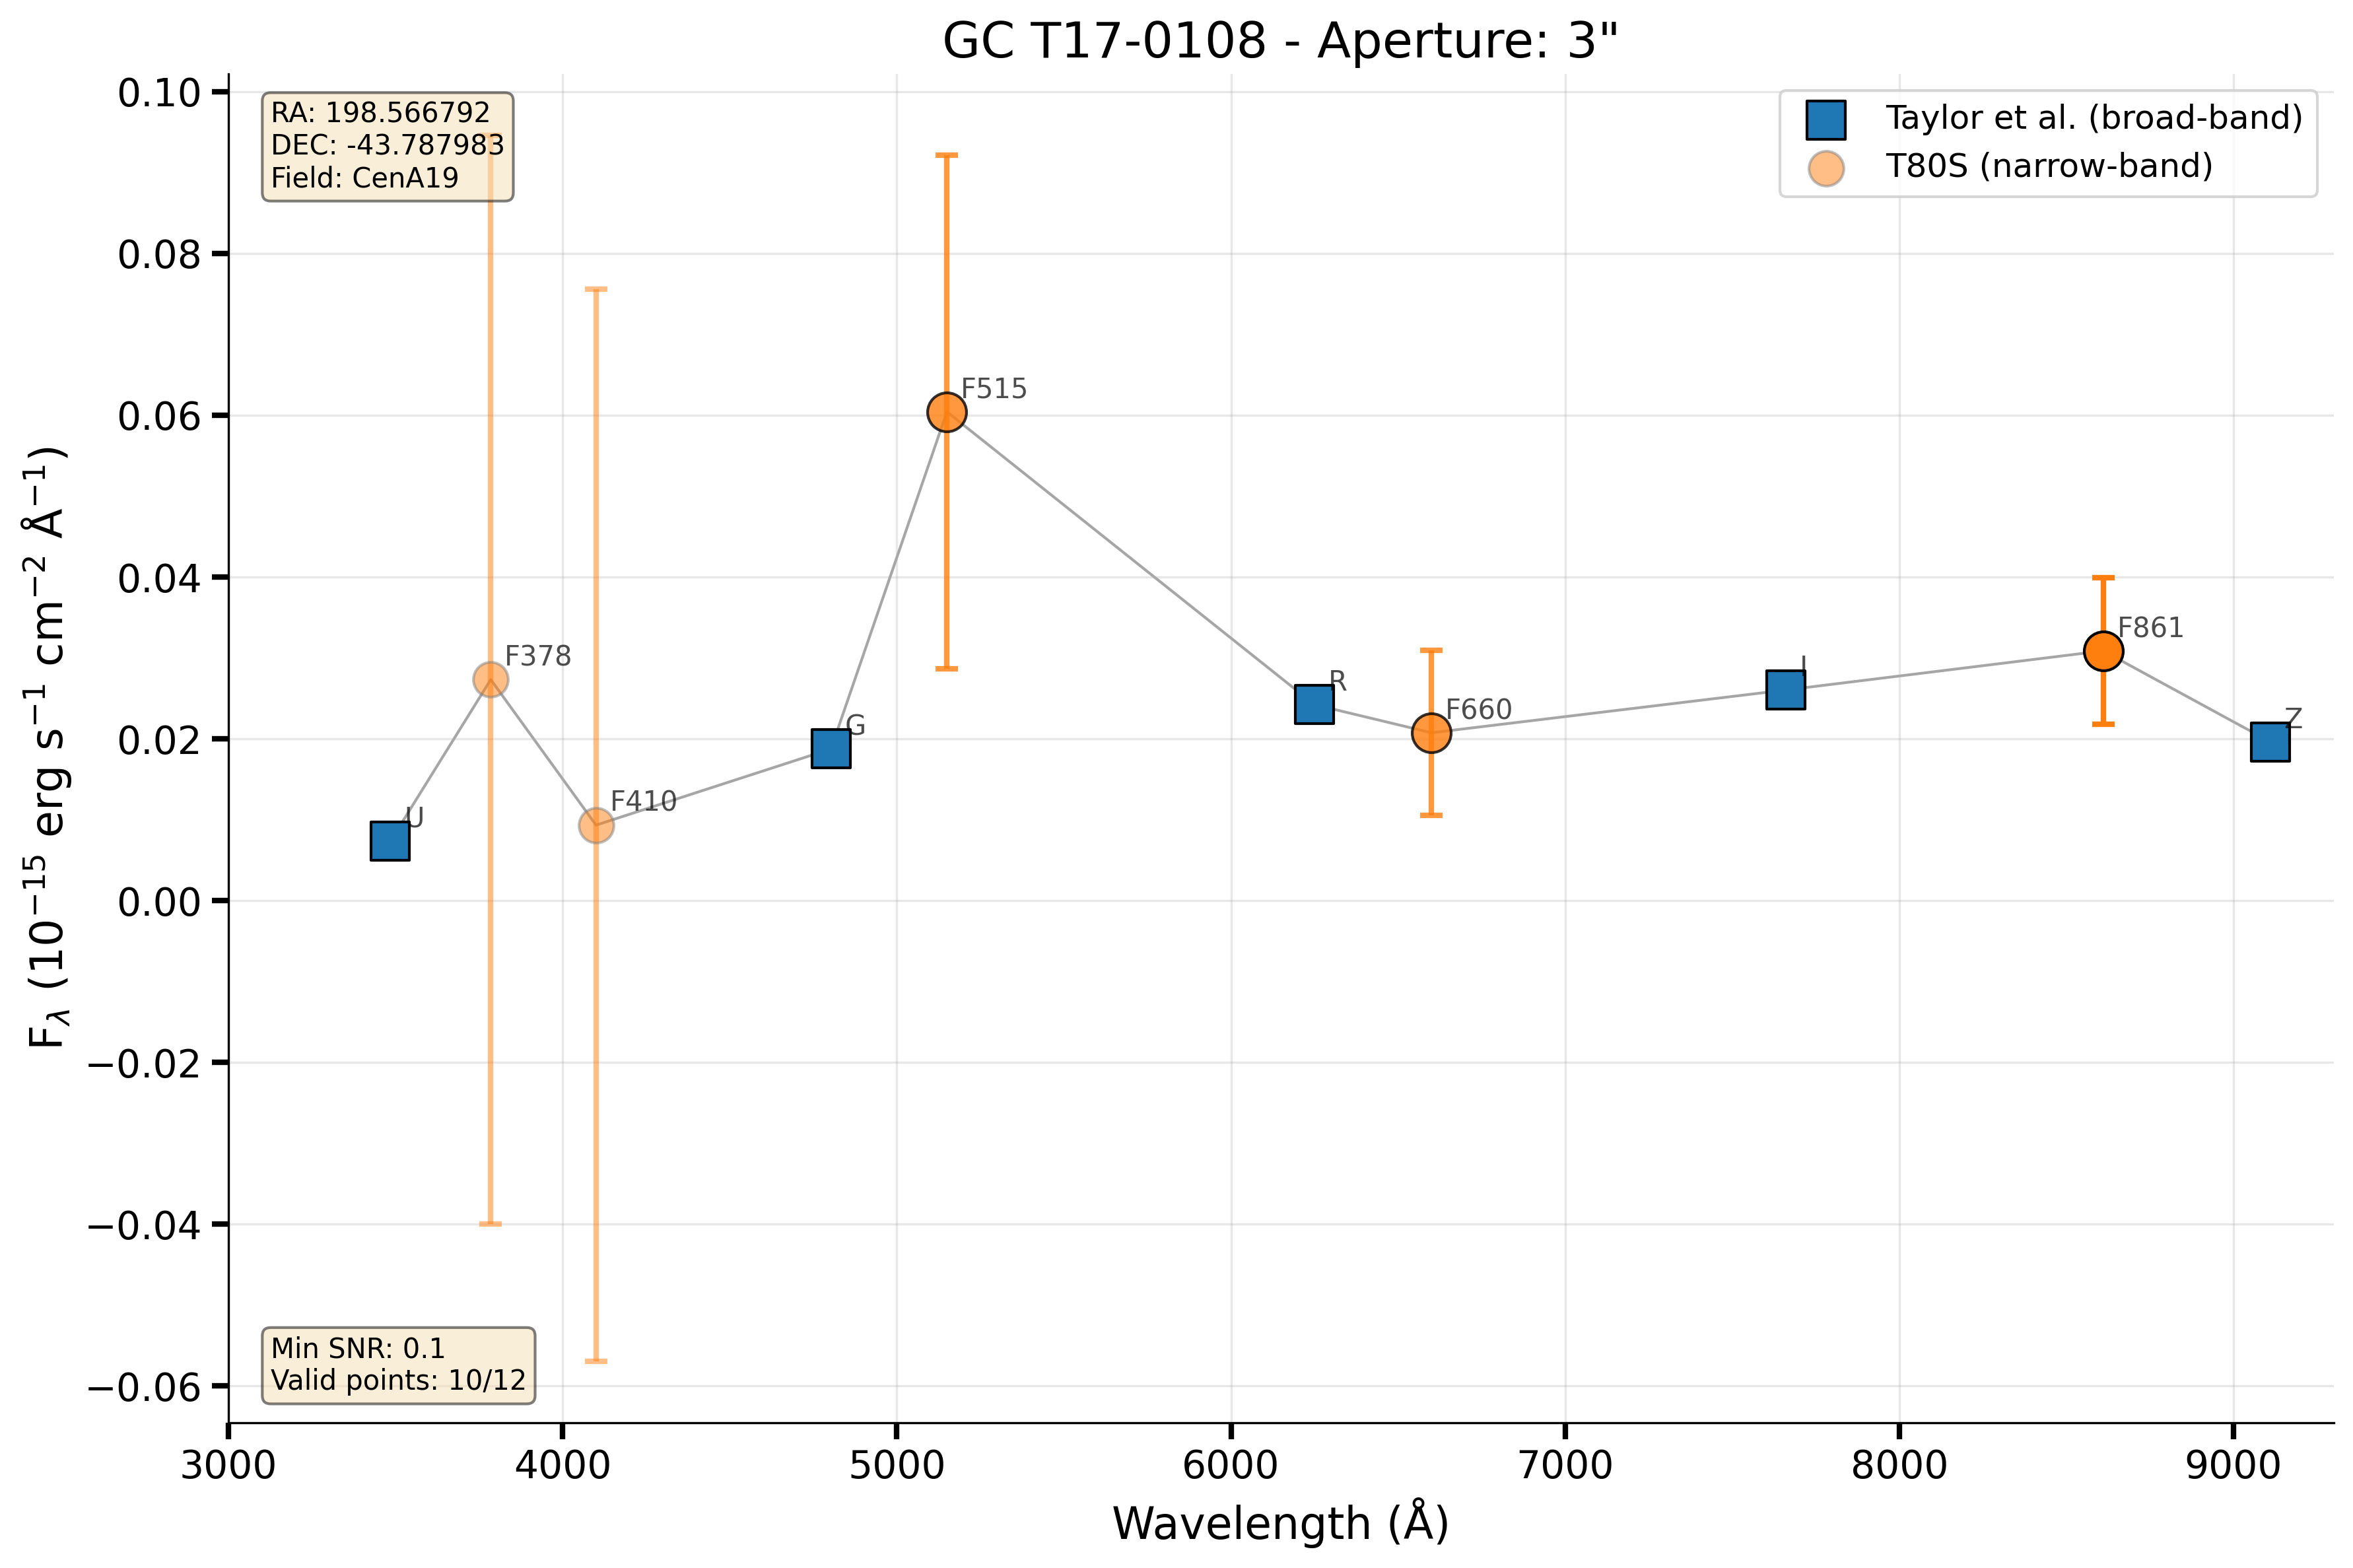 GC T17-0108 - Aperture: 3"
RA: 198.566792
DEC: -43.787983
Field: CenA19
Taylor et al. (broad-band)
T80S (narrow-band)
0.10
0.08
0.06
0.04
0.02
0.00
−0.02
−0.04
−0.06
F_λ (10⁻¹⁵ erg s⁻¹ cm⁻² Å⁻¹)
U
F378
F410
G
F515
R
F660
I
F861
Z
Min SNR: 0.1
Valid points: 10/12
3000 4000 5000 6000 7000 8000 9000
Wavelength (Å)